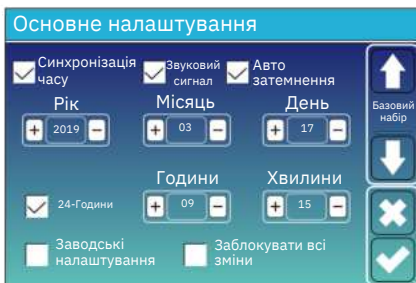 Основне налаштування
Синхронізація часу
Звуковий сигнал
Авто затемнення
Рік
Місяць
День
Базовий набір
+ 2019 −
+ 03 −
+ 17 −
Години
Хвилини
24-Години
+ 09 −
+ 15 −
Заводські налаштування
Заблокувати всі зміни